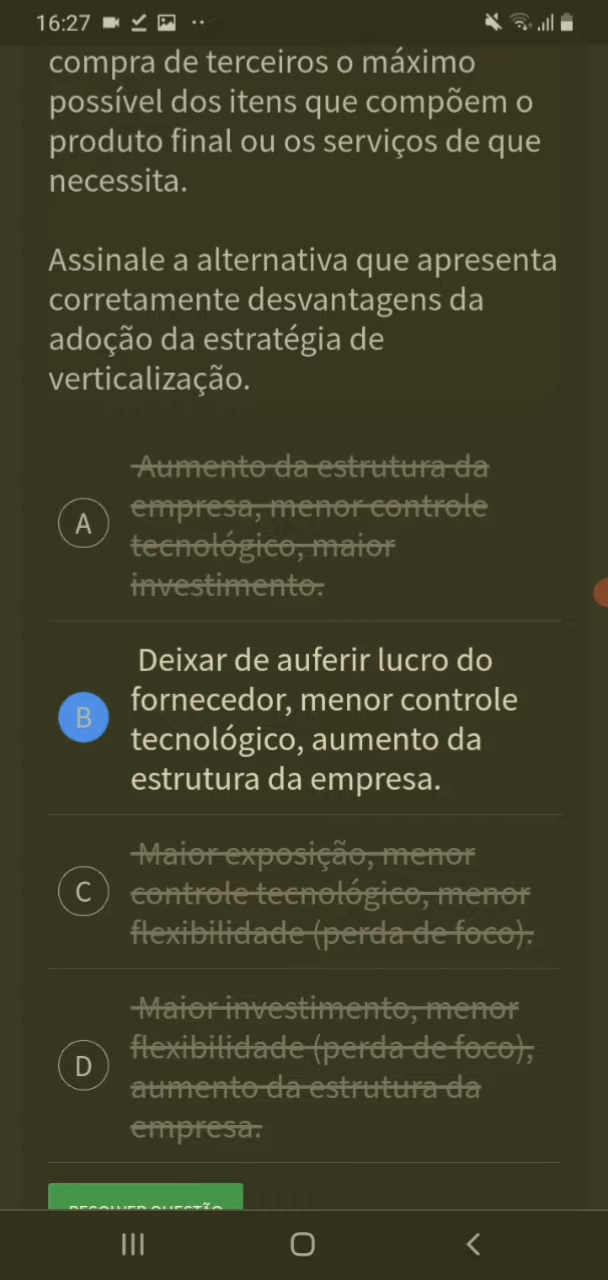 16:27
compra de terceiros o máximo
possível dos itens que compõem o
produto final ou os serviços de que
necessita.
Assinale a alternativa que apresenta
corretamente desvantagens da
adoção da estratégia de
verticalização.
A
Aumento da estrutura da
empresa, menor controle
tecnológico, maior
investimento.
B
Deixar de auferir lucro do
fornecedor, menor controle
tecnológico, aumento da
estrutura da empresa.
C
Maior exposição, menor
controle tecnológico, menor
flexibilidade (perda de foco).
D
Maior investimento, menor
flexibilidade (perda de foco),
aumento da estrutura da
empresa.
RESOLVER QUESTÃO